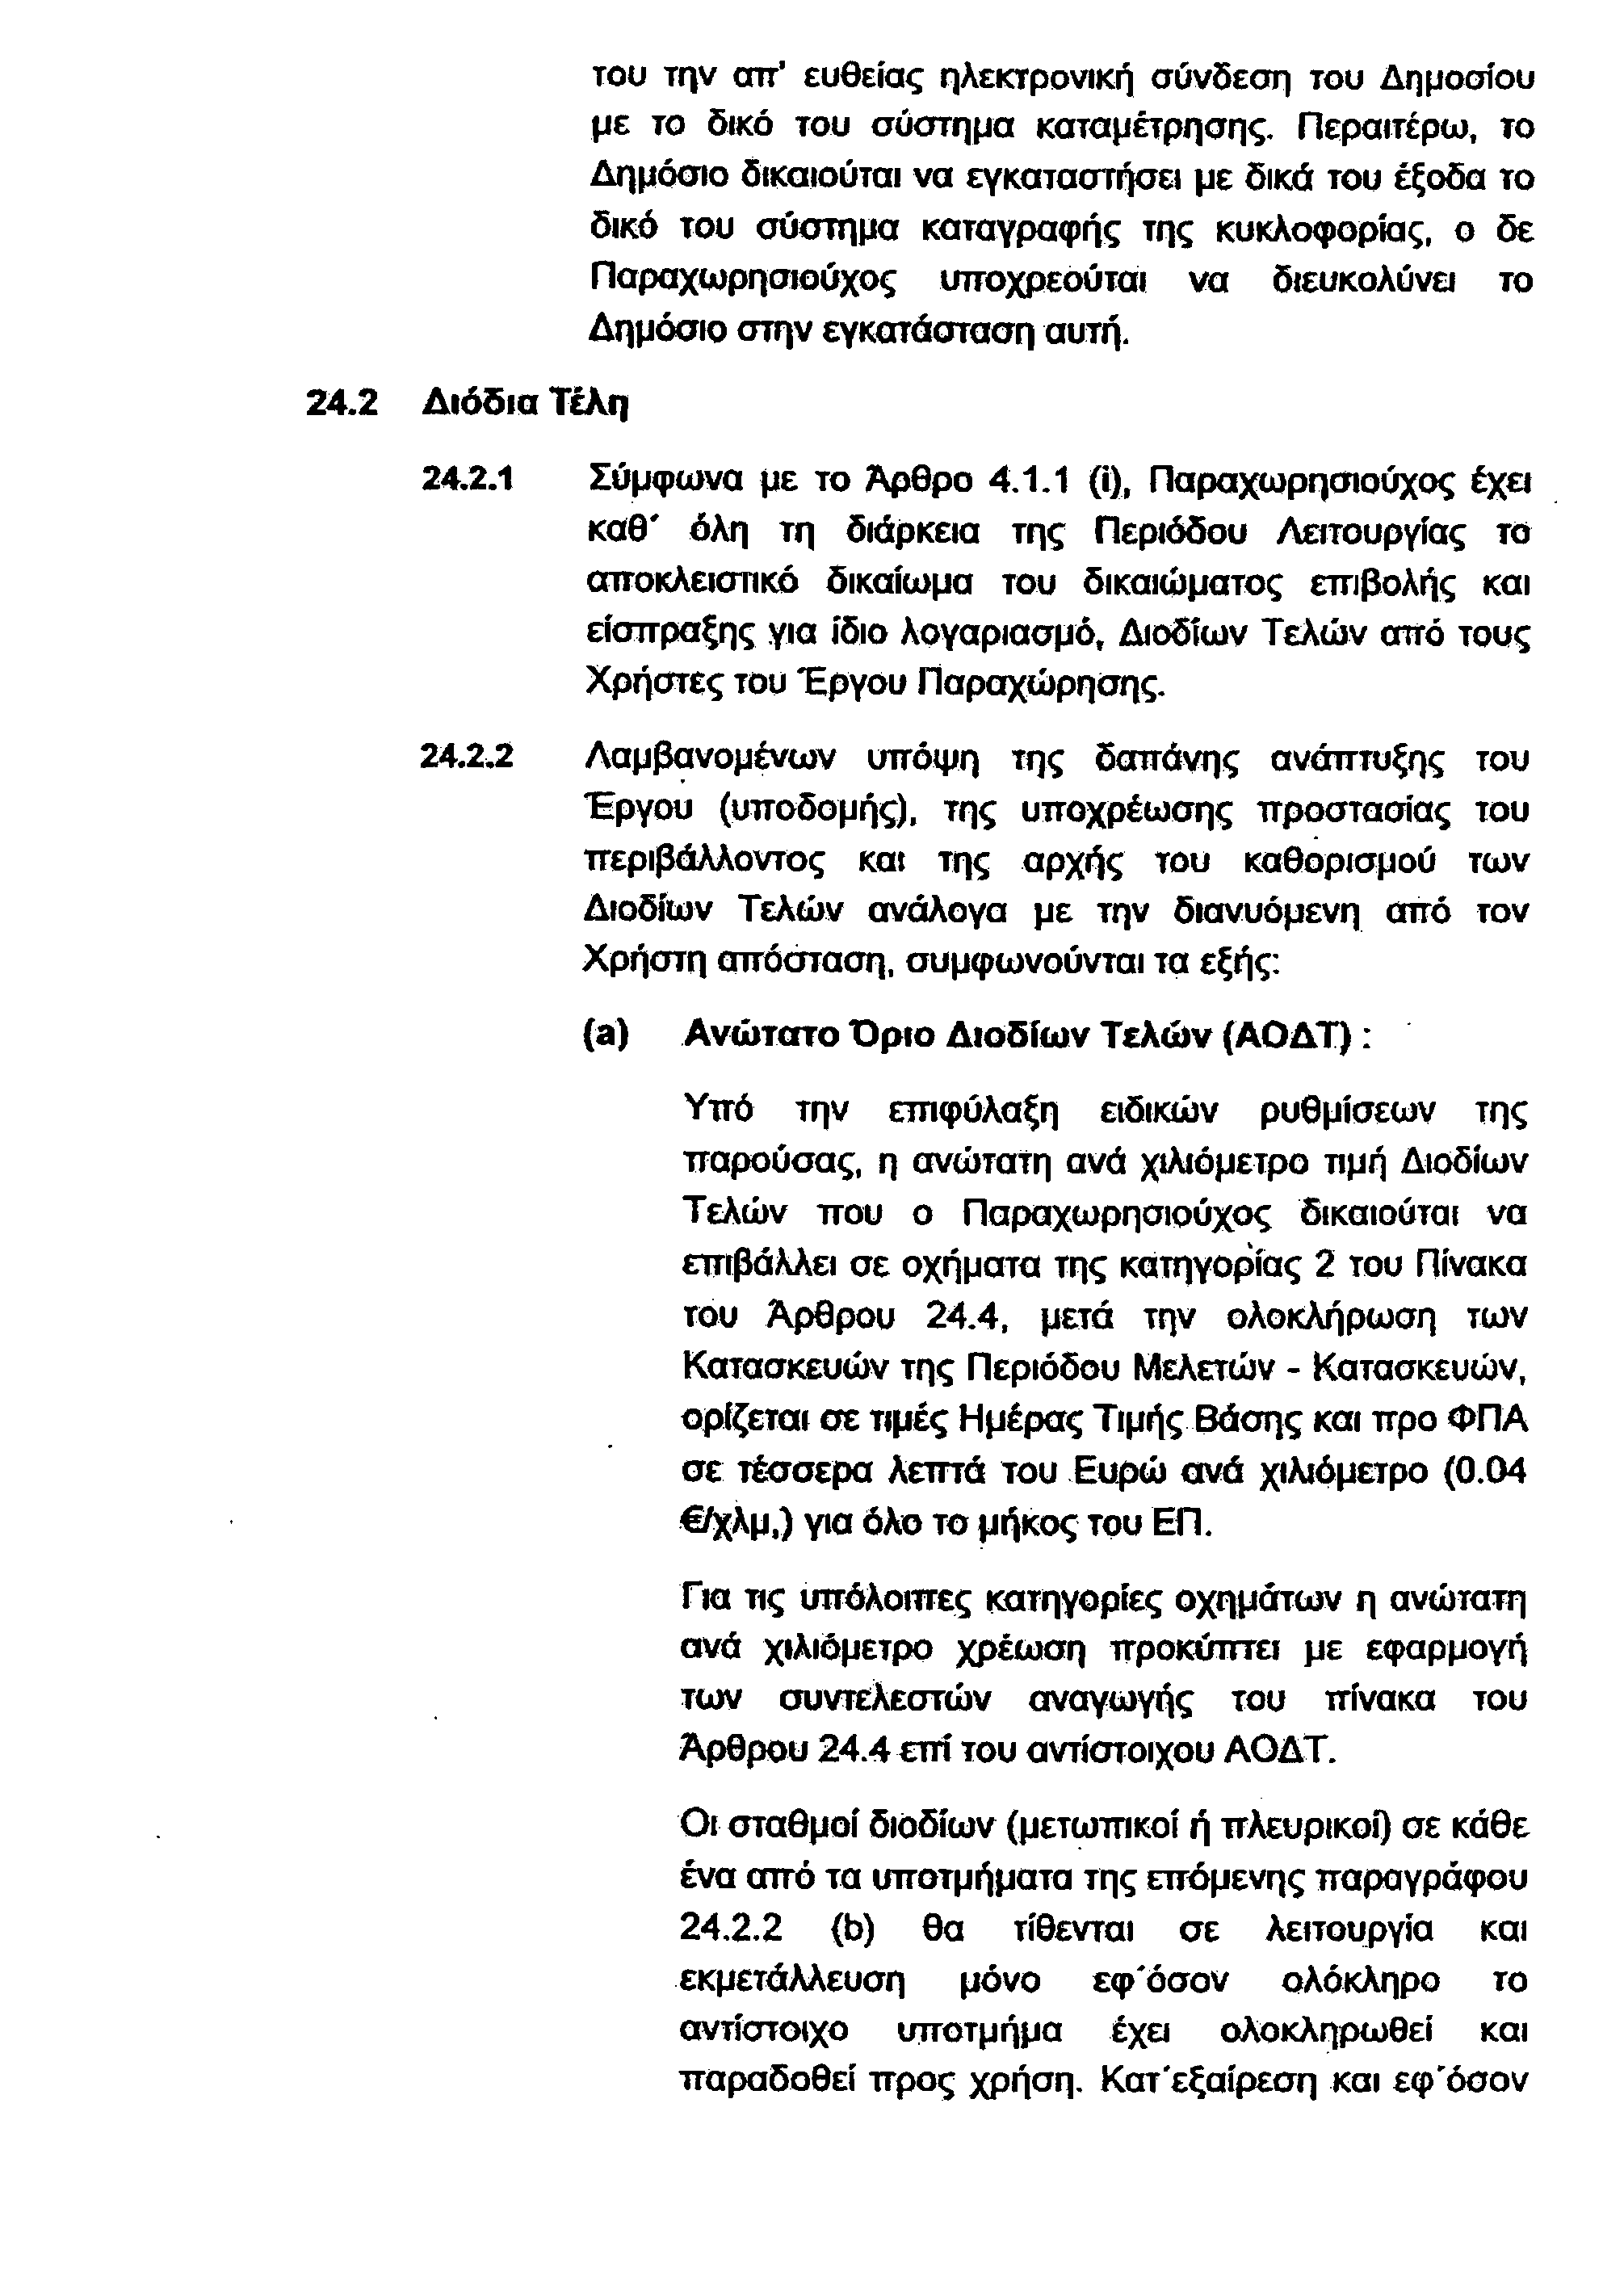 του την απ' ευθείας ηλεκτρονική σύνδεση του Δημοσίου
με το δικό του σύστημα καταμέτρησης. Περαιτέρω, το
Δημόσιο δικαιούται να εγκαταστήσει με δικά του έξοδα το
δικό του σύστημα καταγραφής της κυκλοφορίας, ο δε
Παραχωρησιούχος υποχρεούται να διευκολύνει το
Δημόσιο στην εγκατάσταση αυτή.
24.2 Διόδια Τέλη
24.2.1 Σύμφωνα με το Άρθρο 4.1.1 (i), Παραχωρησιούχος έχει
καθ΄ όλη τη διάρκεια της Περιόδου Λειτουργίας το
αποκλειστικό δικαίωμα του δικαιώματος επιβολής και
είσπραξης για ίδιο λογαριασμό, Διοδίων Τελών από τους
Χρήστες του Έργου Παραχώρησης.
24.2.2 Λαμβανομένων υπόψη της δαπάνης ανάπτυξης του
Έργου (υποδομής), της υποχρέωσης προστασίας του
περιβάλλοντος και της αρχής του καθορισμού των
Διοδίων Τελών ανάλογα με την διανυόμενη από τον
Χρήστη απόσταση, συμφωνούνται τα εξής:
(a) Ανώτατο Όριο Διοδίων Τελών (ΑΟΔΤ) :
Υπό την επιφύλαξη ειδικών ρυθμίσεων της
παρούσας, η ανώτατη ανά χιλιόμετρο τιμή Διοδίων
Τελών που ο Παραχωρησιούχος δικαιούται να
επιβάλλει σε οχήματα της κατηγορίας 2 του Πίνακα
του Άρθρου 24.4, μετά την ολοκλήρωση των
Κατασκευών της Περιόδου Μελετών - Κατασκευών,
ορίζεται σε τιμές Ημέρας Τιμής Βάσης και προ ΦΠΑ
σε τέσσερα λεπτά του Ευρώ ανά χιλιόμετρο (0.04
€/χλμ,) για όλο το μήκος του ΕΠ.
Για τις υπόλοιπες κατηγορίες οχημάτων η ανώτατη
ανά χιλιόμετρο χρέωση προκύπτει με εφαρμογή
των συντελεστών αναγωγής του πίνακα του
Άρθρου 24.4 επί του αντίστοιχου ΑΟΔΤ.
Οι σταθμοί διοδίων (μετωπικοί ή πλευρικοί) σε κάθε
ένα από τα υποτμήματα της επόμενης παραγράφου
24.2.2 (b) θα τίθενται σε λειτουργία και
εκμετάλλευση μόνο εφ΄όσον ολόκληρο το
αντίστοιχο υποτμήμα έχει ολοκληρωθεί και
παραδοθεί προς χρήση. Κατ΄εξαίρεση και εφ΄όσον